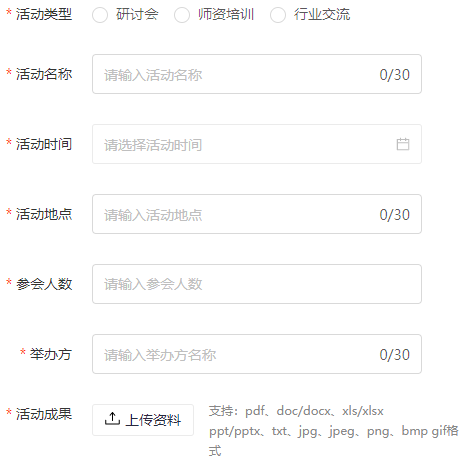 * 活动类型 研讨会 师资培训 行业交流
* 活动名称 请输入活动名称 0/30
* 活动时间 请选择活动时间
* 活动地点 请输入活动地点 0/30
* 参会人数 请输入参会人数
* 举办方 请输入举办方名称 0/30
* 活动成果 上传资料 支持：pdf、doc/docx、xls/xlsx
ppt/pptx、txt、jpg、jpeg、png、bmp gif格
式